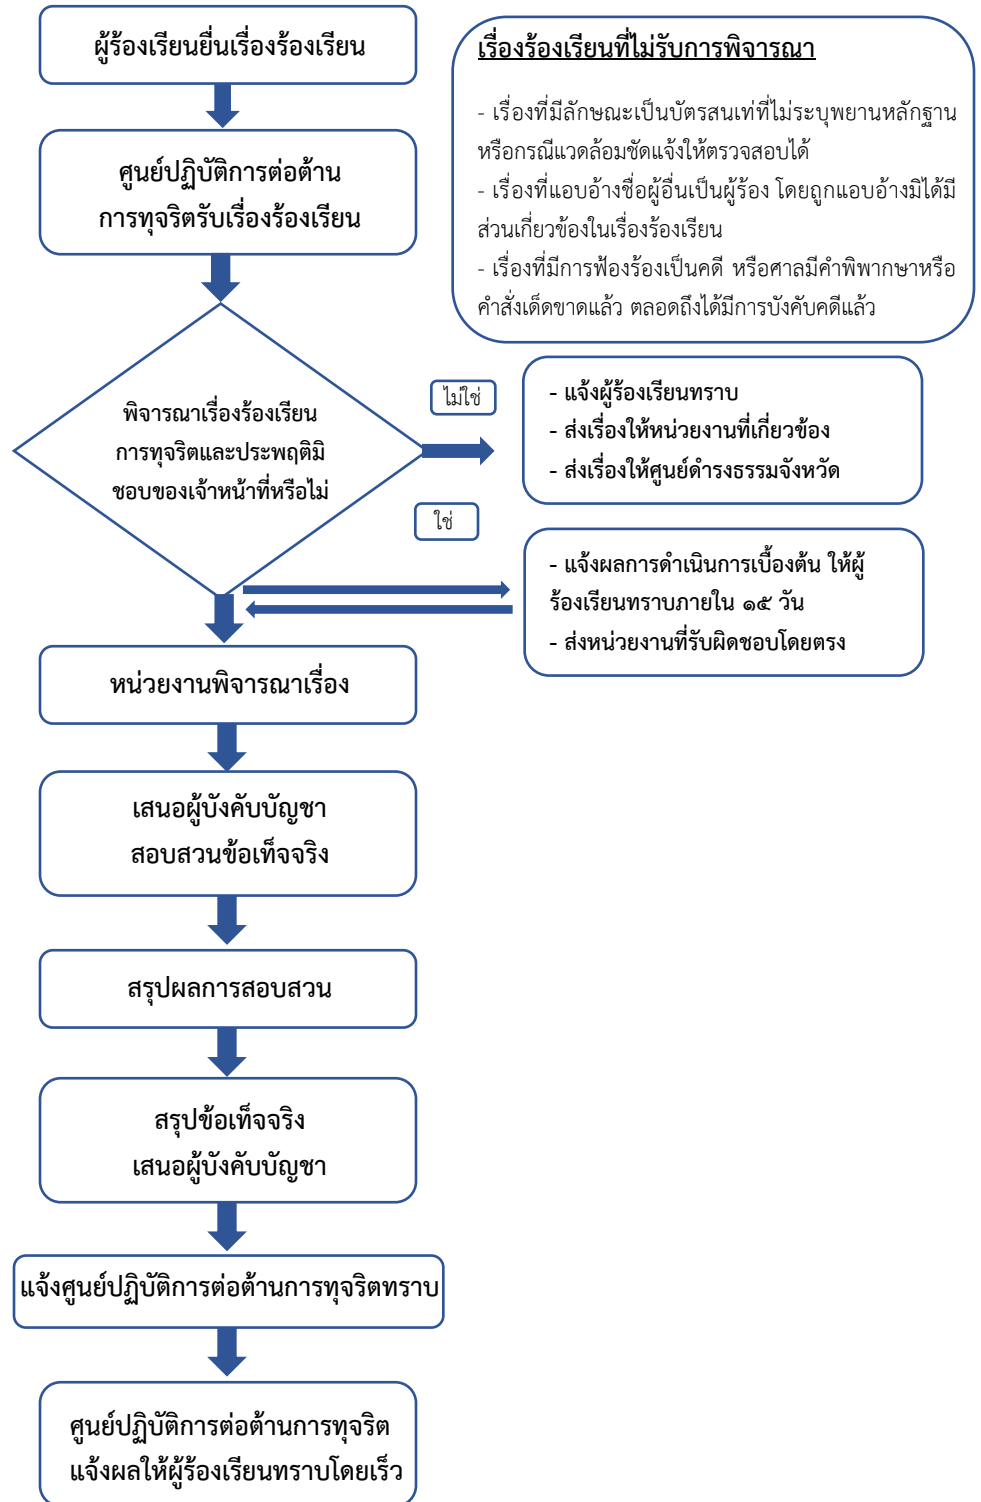 ผู้ร้องเรียนยื่นเรื่องร้องเรียน
เรื่องร้องเรียนที่ไม่รับการพิจารณา
- เรื่องที่มีลักษณะเป็นบัตรสนเท่ที่ไม่ระบุพยานหลักฐาน
หรือกรณีแวดล้อมชัดแจ้งให้ตรวจสอบได้
- เรื่องที่แอบอ้างชื่อผู้อื่นเป็นผู้ร้อง โดยถูกแอบอ้างมิได้มี
ส่วนเกี่ยวข้องในเรื่องร้องเรียน
- เรื่องที่มีการฟ้องร้องเป็นคดี หรือศาลมีคำพิพากษาหรือ
คำสั่งเด็ดขาดแล้ว ตลอดถึงได้มีการบังคับคดีแล้ว
ศูนย์ปฏิบัติการต่อต้าน
การทุจริตรับเรื่องร้องเรียน
พิจารณาเรื่องร้องเรียน
การทุจริตและประพฤติมิ
ชอบของเจ้าหน้าที่หรือไม่
ไม่ใช่
- แจ้งผู้ร้องเรียนทราบ
- ส่งเรื่องให้หน่วยงานที่เกี่ยวข้อง
- ส่งเรื่องให้ศูนย์ดำรงธรรมจังหวัด
ใช่
- แจ้งผลการดำเนินการเบื้องต้น ให้ผู้
ร้องเรียนทราบภายใน ๑๕ วัน
- ส่งหน่วยงานที่รับผิดชอบโดยตรง
หน่วยงานพิจารณาเรื่อง
เสนอผู้บังคับบัญชา
สอบสวนข้อเท็จจริง
สรุปผลการสอบสวน
สรุปข้อเท็จจริง
เสนอผู้บังคับบัญชา
แจ้งศูนย์ปฏิบัติการต่อต้านการทุจริตทราบ
ศูนย์ปฏิบัติการต่อต้านการทุจริต
แจ้งผลให้ผู้ร้องเรียนทราบโดยเร็ว